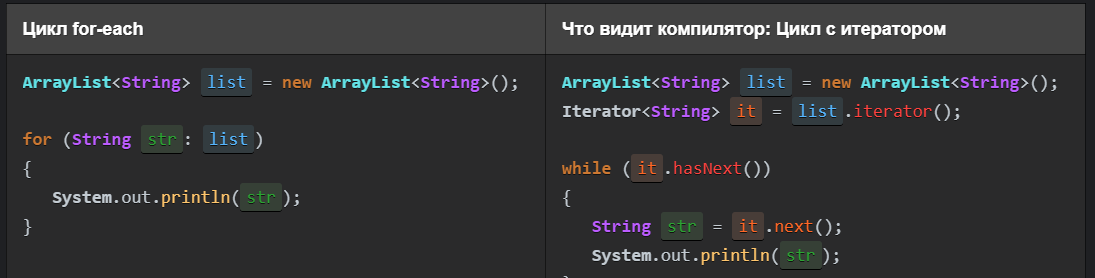 Цикл for-each
ArrayList<String> list = new ArrayList<String>();
for (String str: list)
{
System.out.println(str);
}
Что видит компилятор: Цикл с итератором
ArrayList<String> list = new ArrayList<String>();
Iterator<String> it = list.iterator();
while (it.hasNext())
{
String str = it.next();
System.out.println(str);